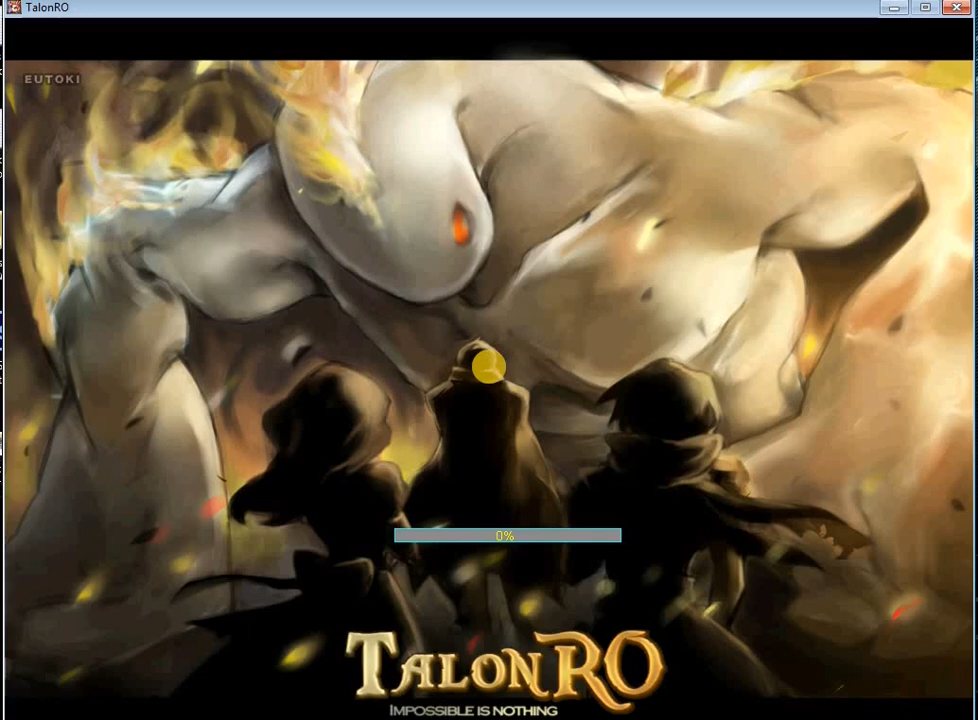 TalonRO
EUTOKI
0%
TALONRO
IMPOSSIBLE IS NOTHING